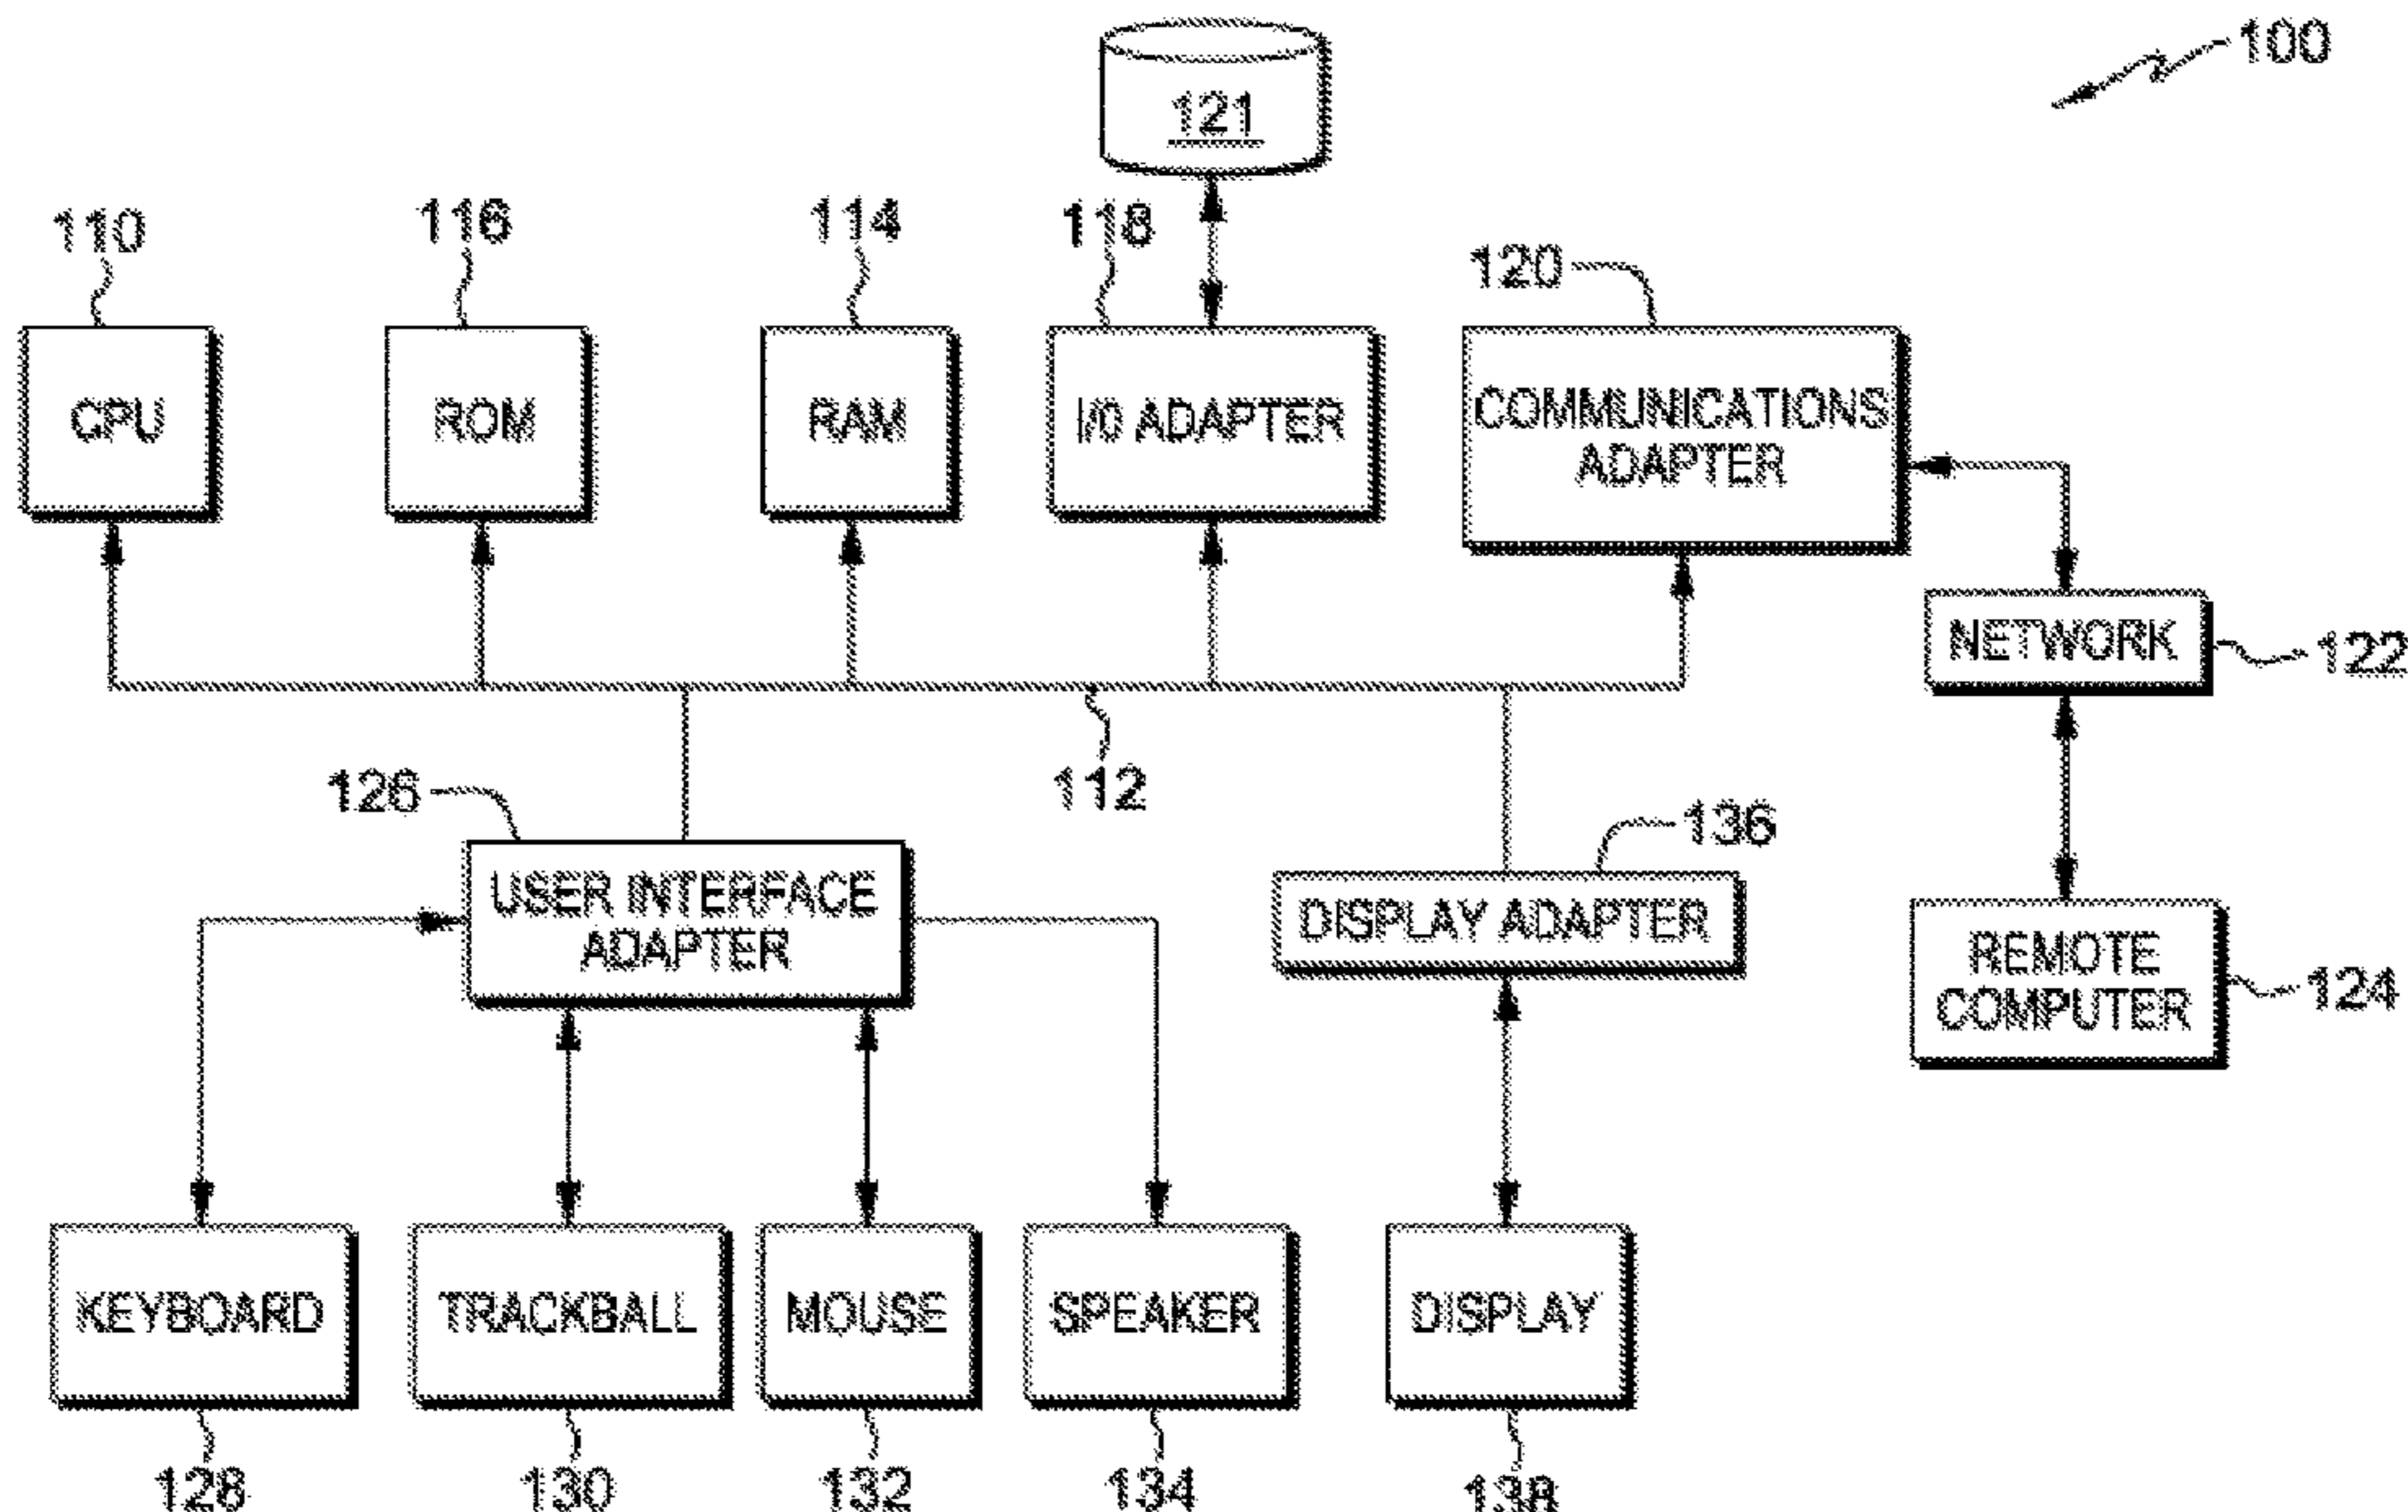 100
121
110
116
114
118
120
CPU
ROM
RAM
I/O ADAPTER
COMMUNICATIONS
ADAPTER
NETWORK
122
112
126
136
USER INTERFACE
ADAPTER
DISPLAY ADAPTER
REMOTE
COMPUTER
124
KEYBOARD
TRACKBALL
MOUSE
SPEAKER
DISPLAY
128
130
132
134
138